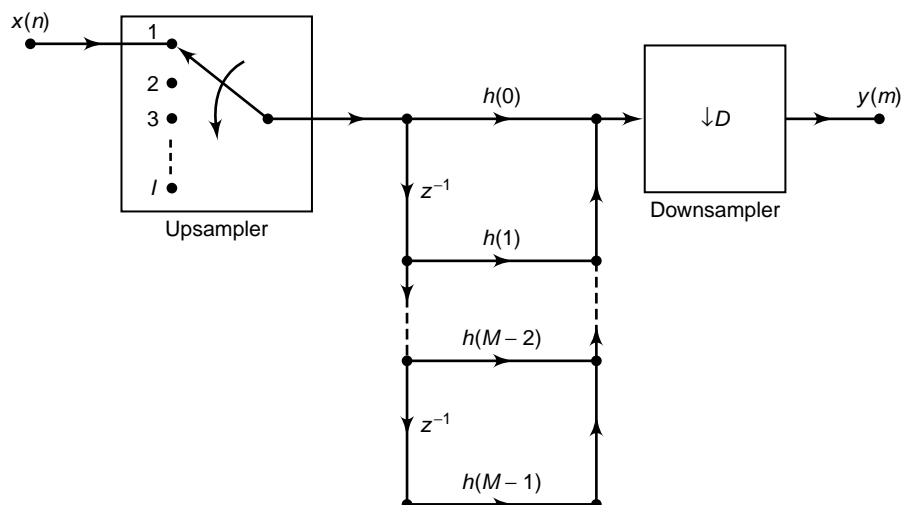 x(n)
1
2
3
I
Upsampler
h(0)
z⁻¹
h(1)
h(M – 2)
z⁻¹
h(M – 1)
↓D
Downsampler
y(m)